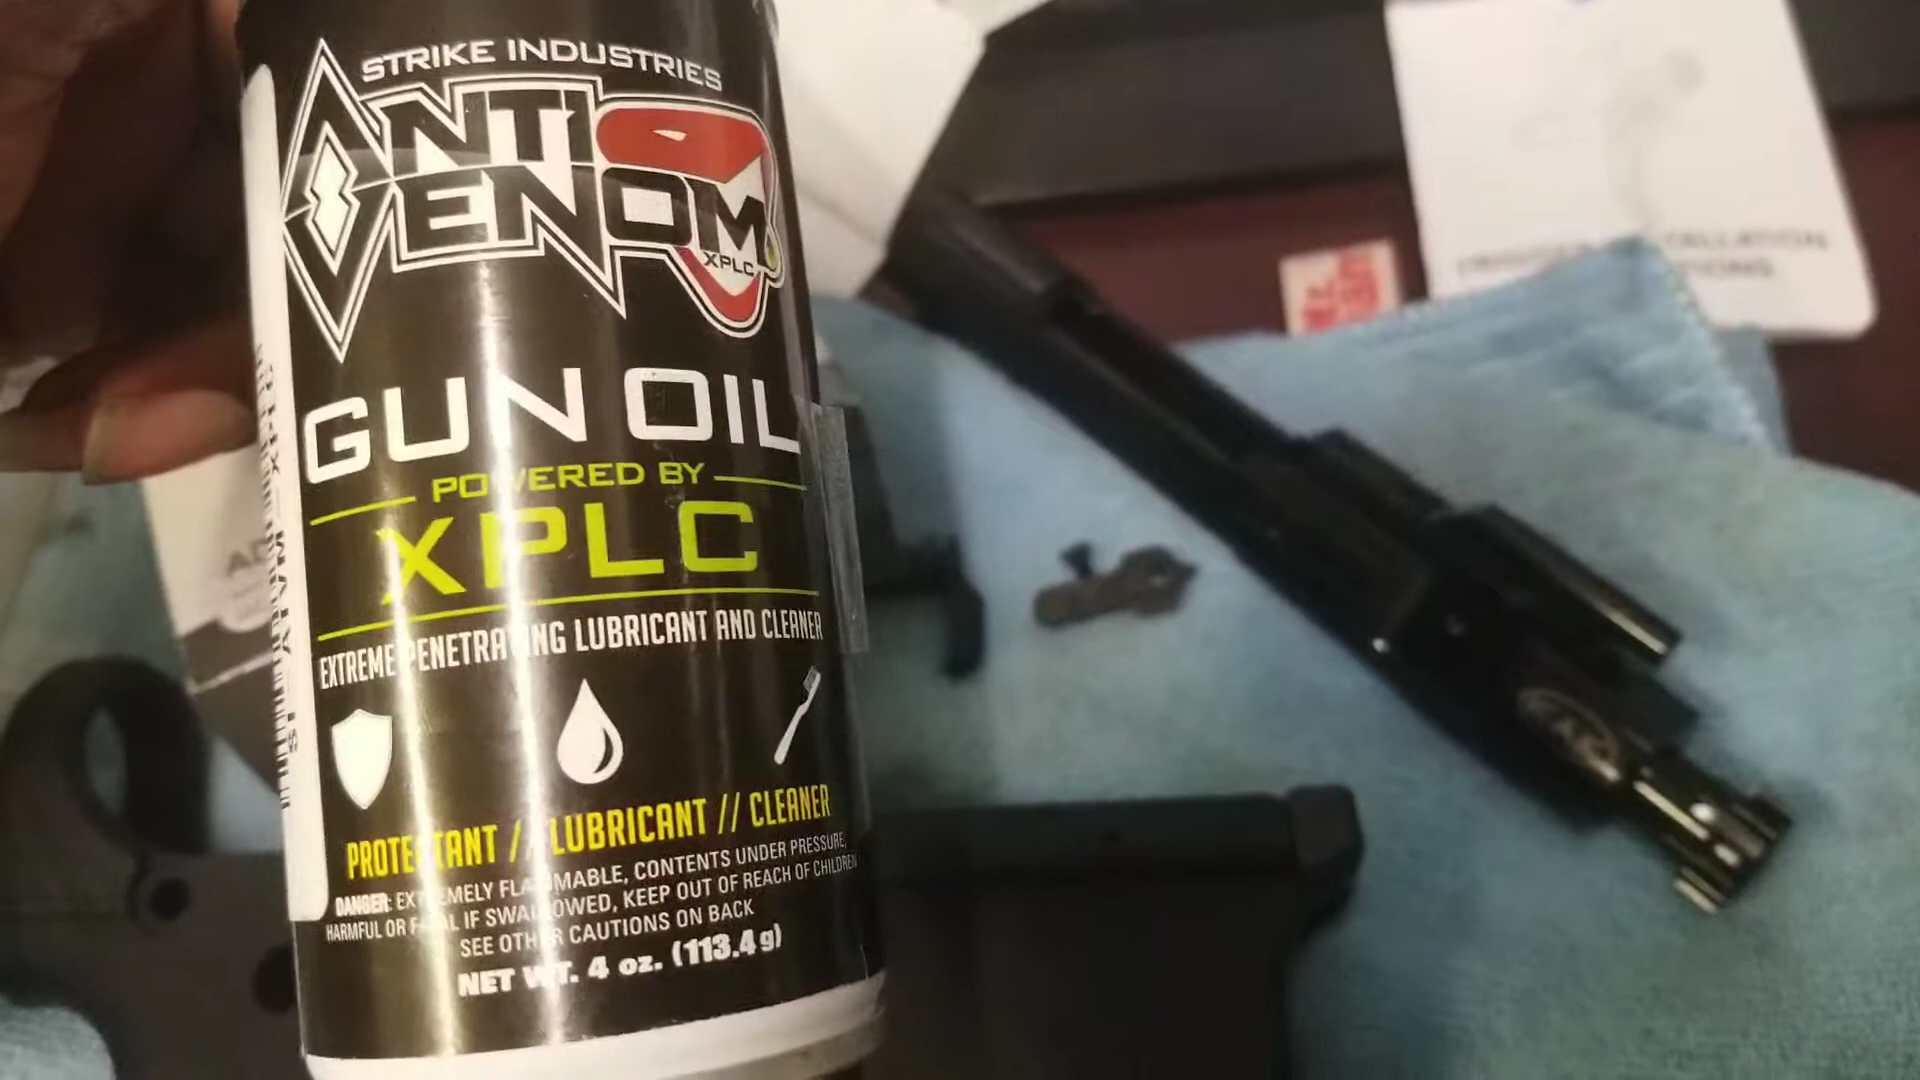 STRIKE INDUSTRIES
ANTI
VENOM
XPLC
GUN OIL
POWERED BY
XPLC
EXTREME PENETRATING LUBRICANT AND CLEANER
PROTECTANT // LUBRICANT // CLEANER
DANGER: EXTREMELY FLAMMABLE, CONTENTS UNDER PRESSURE,
HARMFUL OR FATAL IF SWALLOWED, KEEP OUT OF REACH OF CHILDREN
SEE OTHER CAUTIONS ON BACK
NET WT. 4 oz. (113.4 g)